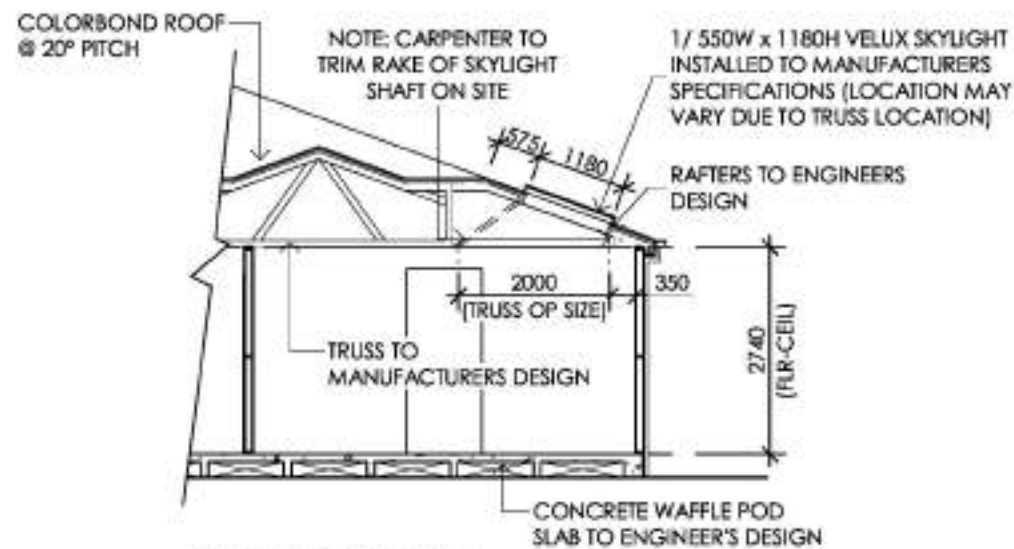 COLORBOND ROOF
@ 20° PITCH
NOTE: CARPENTER TO
TRIM RAKE OF SKYLIGHT
SHAFT ON SITE
1/ 550W x 1180H VELUX SKYLIGHT
INSTALLED TO MANUFACTURERS
SPECIFICATIONS (LOCATION MAY
VARY DUE TO TRUSS LOCATION)
575
1180
RAFTERS TO ENGINEERS
DESIGN
2000
(TRUSS OP SIZE)
350
2740
(FLR-CEIL)
TRUSS TO
MANUFACTURERS DESIGN
CONCRETE WAFFLE POD
SLAB TO ENGINEER'S DESIGN